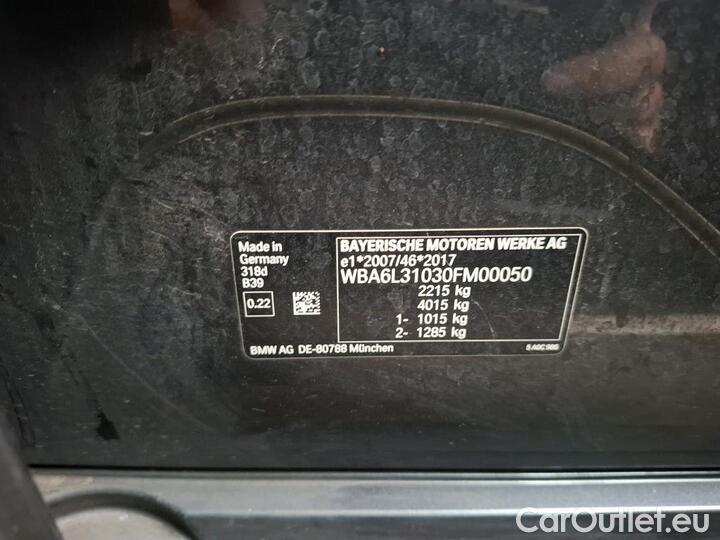 Made in
Germany
318d
B39
0.22
BAYERISCHE MOTOREN WERKE AG
e1*2007/46*2017
WBA6L31030FM00050
2215 kg
4015 kg
1- 1015 kg
2- 1285 kg
BMW AG DE-80788 München
CarOutlet.eu